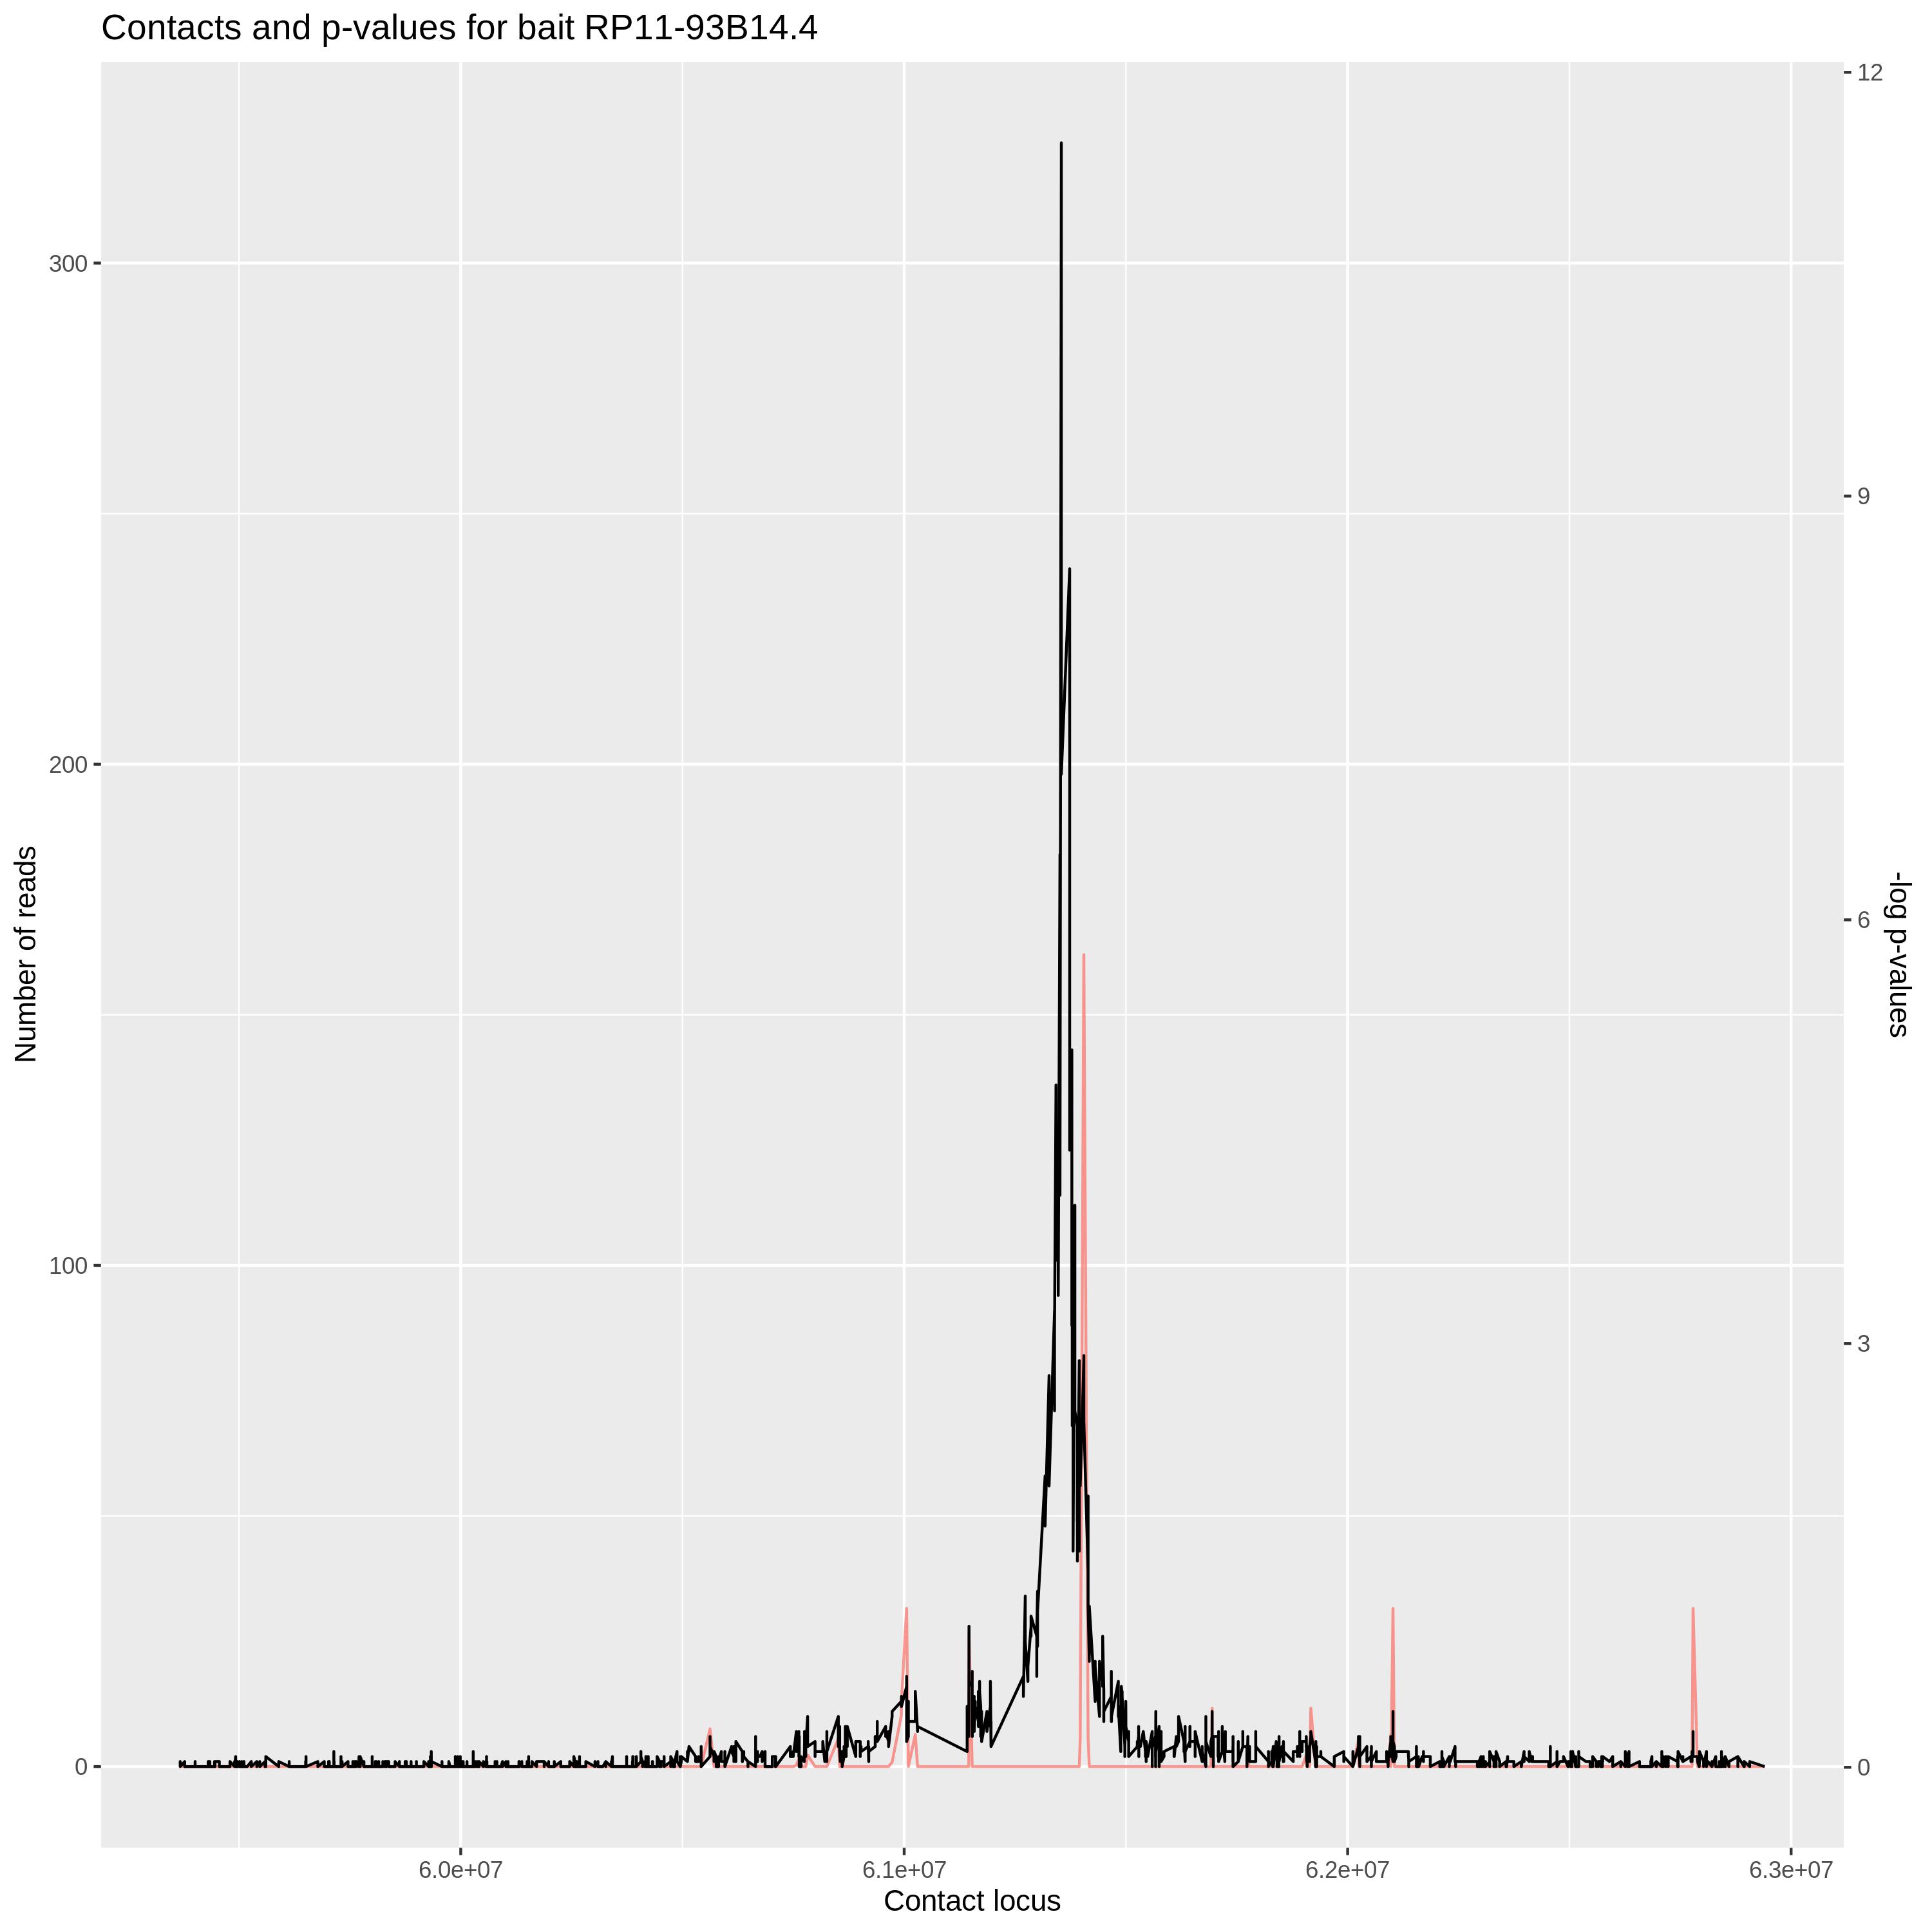 Contacts and p-values for bait RP11-93B14.4
300
200
100
0
Number of reads
12
9
6
3
0
-log p-values
6.0e+07
6.1e+07
6.2e+07
6.3e+07
Contact locus